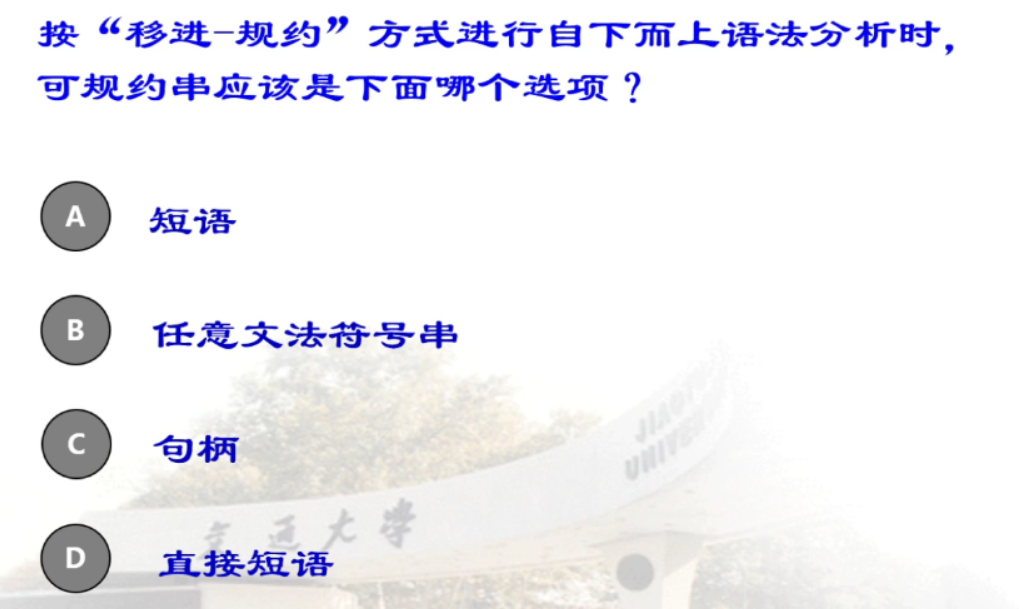 按“移进-规约”方式进行自下而上语法分析时，
可规约串应该是下面哪个选项？
A 短语
B 任意文法符号串
JIAOTO
UNIVER
C 句柄
交通大学
D 直接短语